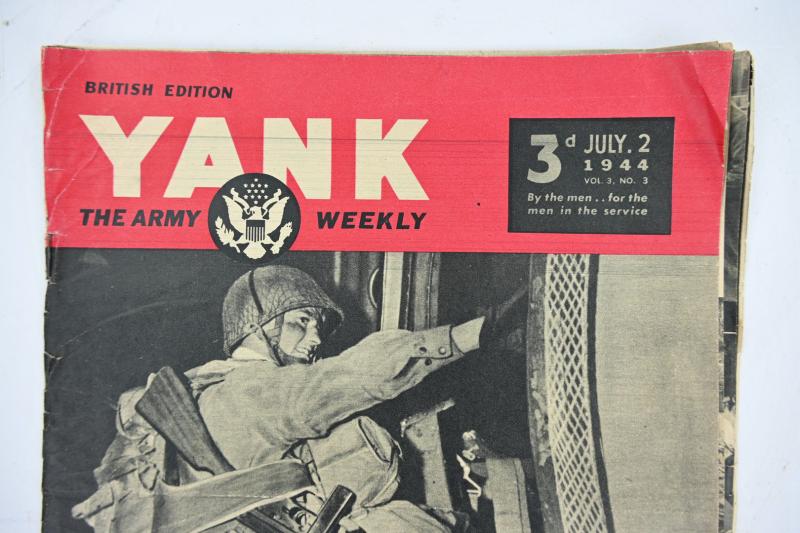 BRITISH EDITION
YANK
THE ARMY WEEKLY
3d JULY. 2
1944
VOL. 3, NO. 3
By the men . . for the
men in the service